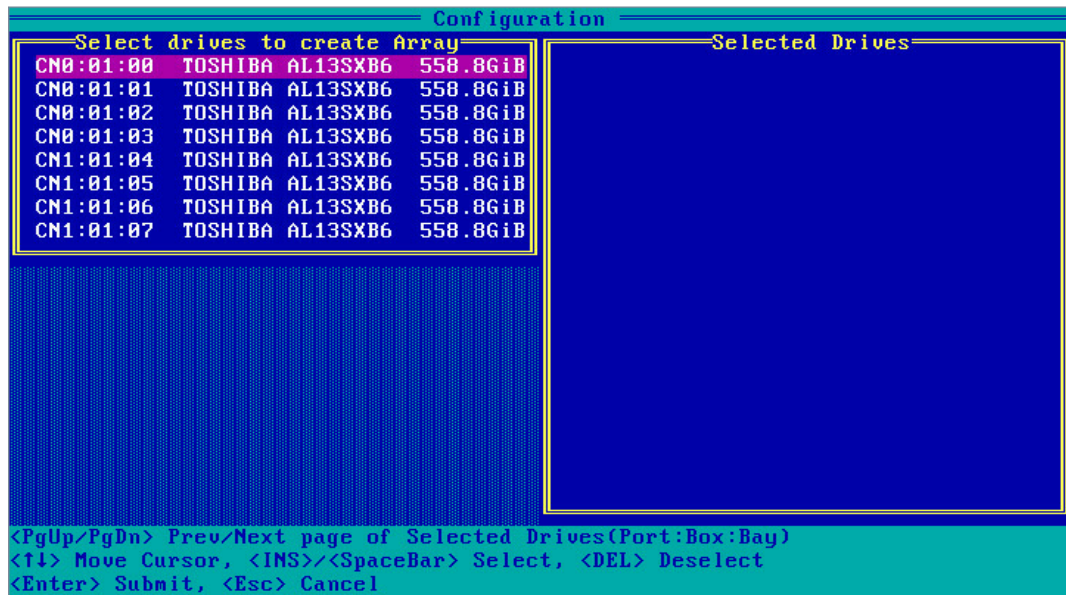 Configuration
Select drives to create Array
CN0:01:00 TOSHIBA AL13SXB6 558.8GiB
CN0:01:01 TOSHIBA AL13SXB6 558.8GiB
CN0:01:02 TOSHIBA AL13SXB6 558.8GiB
CN0:01:03 TOSHIBA AL13SXB6 558.8GiB
CN1:01:04 TOSHIBA AL13SXB6 558.8GiB
CN1:01:05 TOSHIBA AL13SXB6 558.8GiB
CN1:01:06 TOSHIBA AL13SXB6 558.8GiB
CN1:01:07 TOSHIBA AL13SXB6 558.8GiB
Selected Drives
<PgUp/PgDn> Prev/Next page of Selected Drives(Port:Box:Bay)
<↑↓> Move Cursor, <INS>/<SpaceBar> Select, <DEL> Deselect
<Enter> Submit, <Esc> Cancel